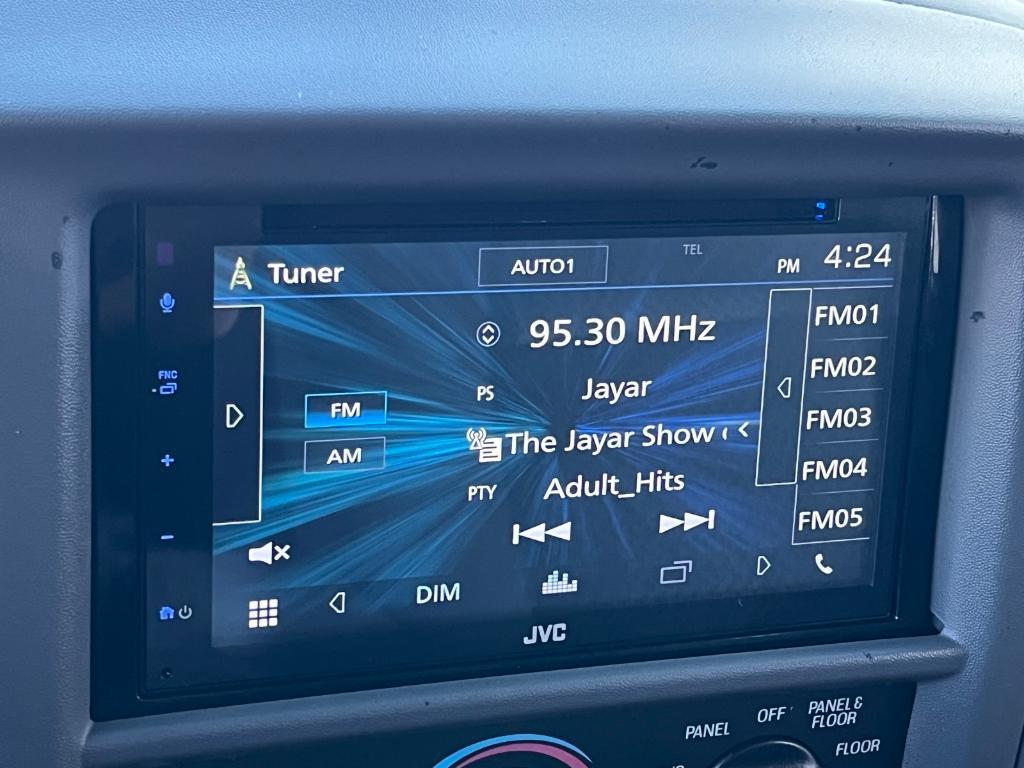 Tuner
AUTO1
TEL
PM 4:24
FNC
95.30 MHz
FM01
FM02
FM03
FM04
FM05
PS
Jayar
FM
AM
The Jayar Show
PTY
Adult_Hits
DIM
JVC
PANEL
OFF
PANEL &
FLOOR
FLOOR